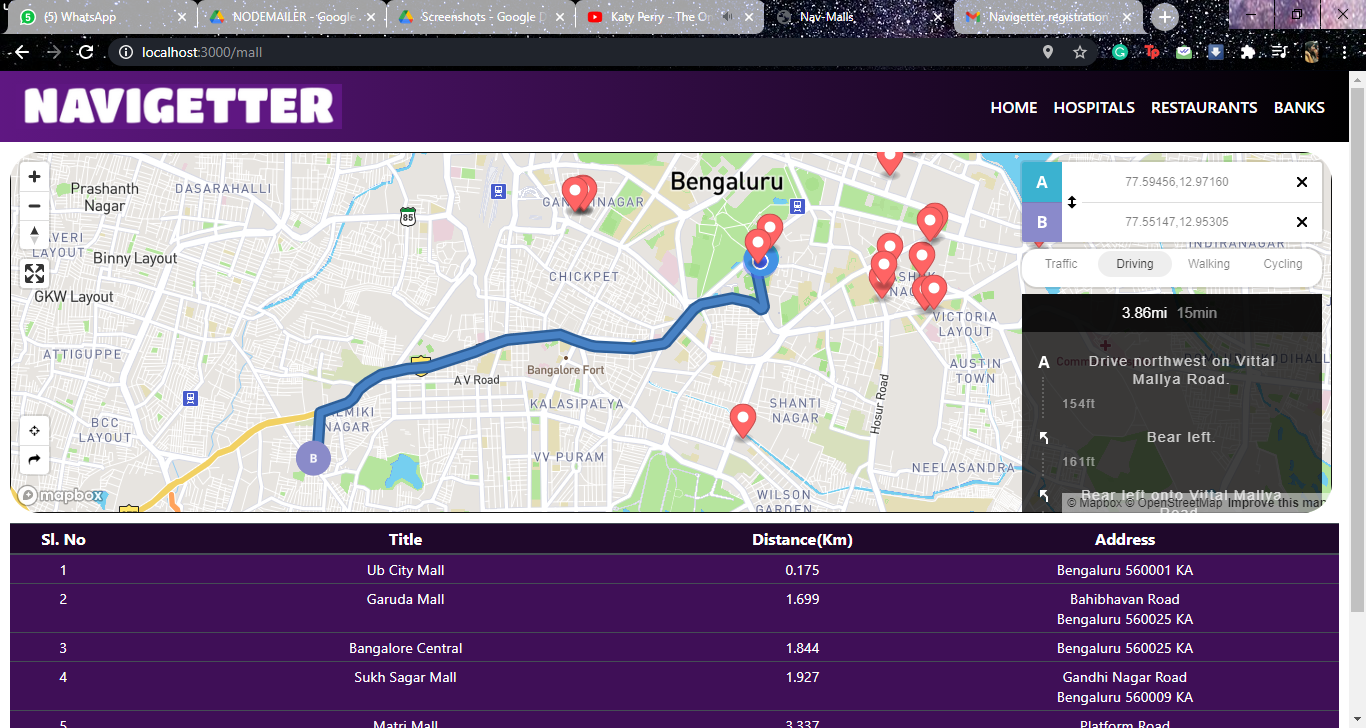 (5) WhatsApp
NODEMAILER - Google
Screenshots - Google D
Katy Perry - The On
Nav-Malls
Navigetter registration
localhost:3000/mall
NAVIGETTER
HOME HOSPITALS RESTAURANTS BANKS
Prashanth
Nagar
DASARAHALLI
85
GANDHINAGAR
Bengaluru
AVERI
LAYOUT
Binny Layout
CHICKPET
GKW Layout
ATTIGUPPE
BCC
LAYOUT
VALMIKI
NAGAR
A V Road
Bangalore Fort
KALASIPALYA
VV PURAM
SHANTI
NAGAR
Hosur Road
WILSON
GARDEN
NEELASANDRA
AUSTIN
TOWN
VICTORIA
LAYOUT
INDIRANAGAR
B
mapbox
A 77.59456,12.97160
B 77.55147,12.95305
Traffic Driving Walking Cycling
3.86mi 15min
A Drive northwest on Vittal
Mallya Road.
154ft
Bear left.
161ft
Bear left onto Vittal Mallya
Road.
© Mapbox © OpenStreetMap Improve this map
Sl. No Title Distance(Km) Address
1 Ub City Mall 0.175 Bengaluru 560001 KA
2 Garuda Mall 1.699 Bahibhavan Road
Bengaluru 560025 KA
3 Bangalore Central 1.844 Bengaluru 560025 KA
4 Sukh Sagar Mall 1.927 Gandhi Nagar Road
Bengaluru 560009 KA
5 Matri Mall 3.337 Platform Road